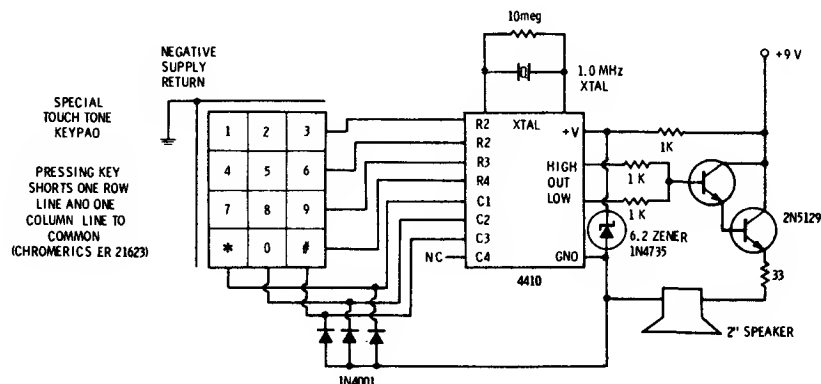 10meg
NEGATIVE
SUPPLY
RETURN
1.0 MHz
XTAL
+9 V
SPECIAL
TOUCH TONE
KEYPAD
1 2 3
4 5 6
7 8 9
* 0 #
PRESSING KEY
SHORTS ONE ROW
LINE AND ONE
COLUMN LINE TO
COMMON
(CHROMERICS ER 21623)
R2 XTAL +V
R2
R3 HIGH
R4 OUT
C1 LOW
C2
C3
C4 GND
NC
4410
1K
1 K
1 K
6.2 ZENER
1N4735
2N5129
33
2" SPEAKER
1N4001